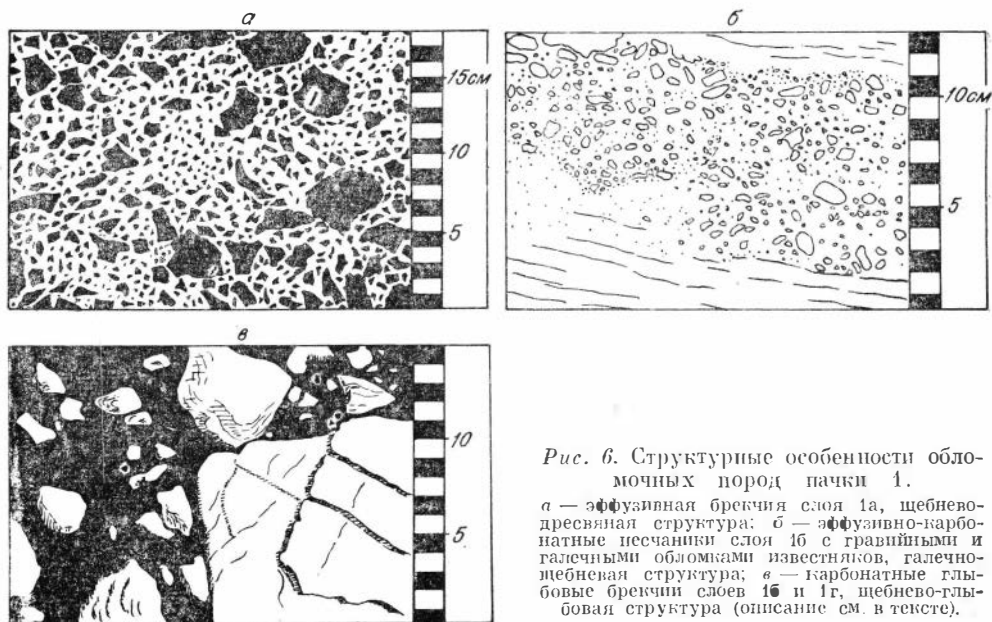 а
15см
10
5
б
10см
5
в
10
5
Рис. 6. Структурные особенности обло-
мочных пород пачки 1.
а — эффузивная брекчия слоя 1а, щебнево-
дресвяная структура; б — эффузивно-карбо-
натные песчаники слоя 1б с гравийными и
галечными обломками известняков, галечно-
щебневая структура; в — карбонатные глы-
бовые брекчии слоев 1б и 1г, щебнево-глы-
бовая структура (описание см. в тексте).